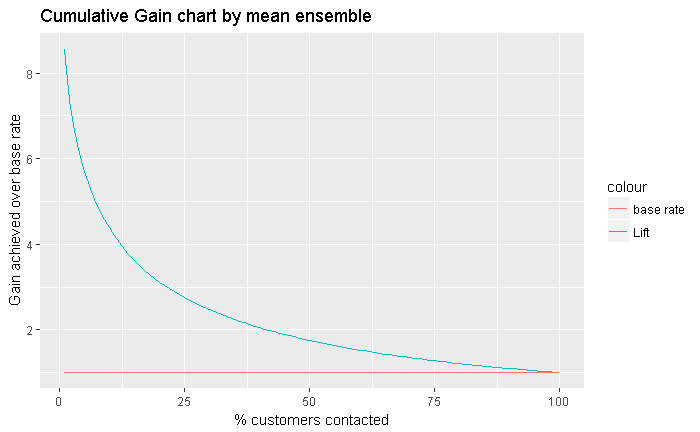 Cumulative Gain chart by mean ensemble
Gain achieved over base rate
8
6
4
2
0
25
50
75
100
% customers contacted
colour
base rate
Lift